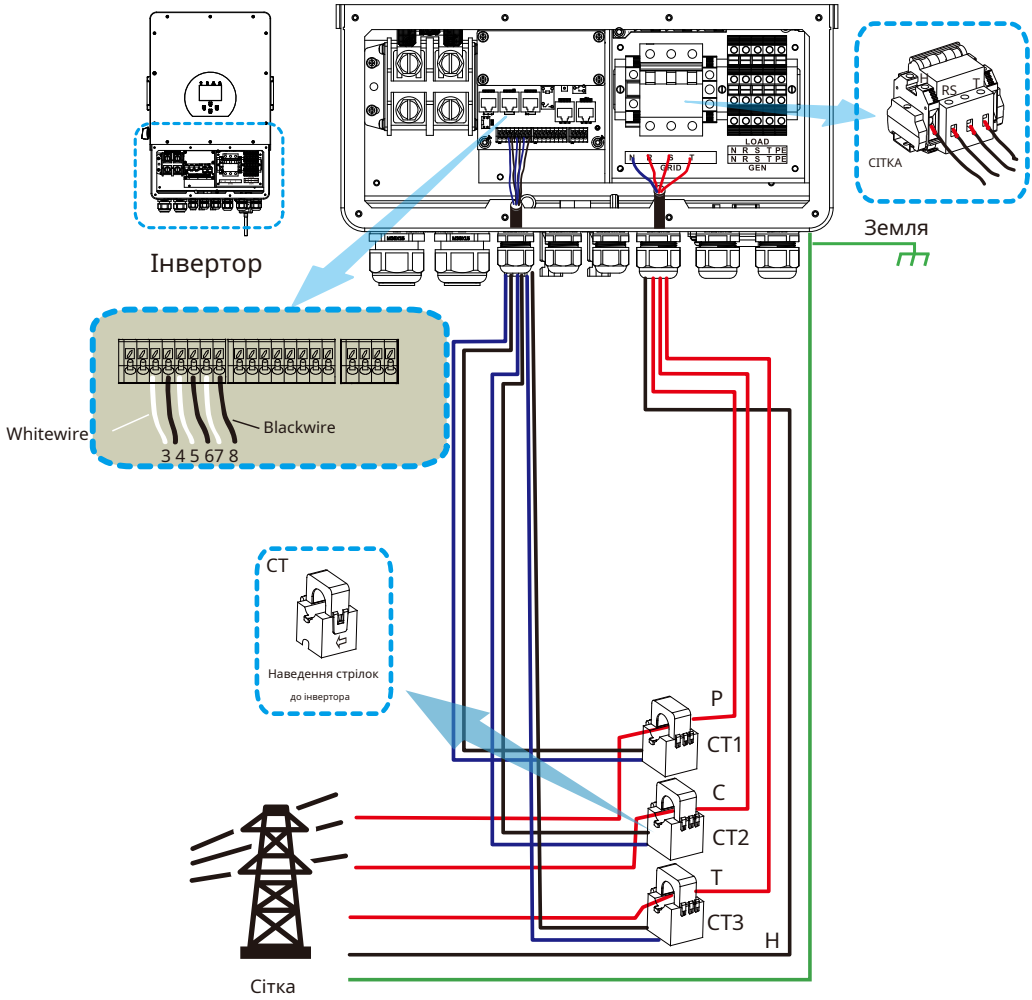 LOAD
N R S T PE
N R S T PE
GEN
N R S T
GRID
RS T
СІТКА
Земля
Інвертор
Whitewire
Blackwire
3 4 5 67 8
CT
Наведення стрілок
до інвертора
P
CT1
C
CT2
T
CT3
H
Сітка